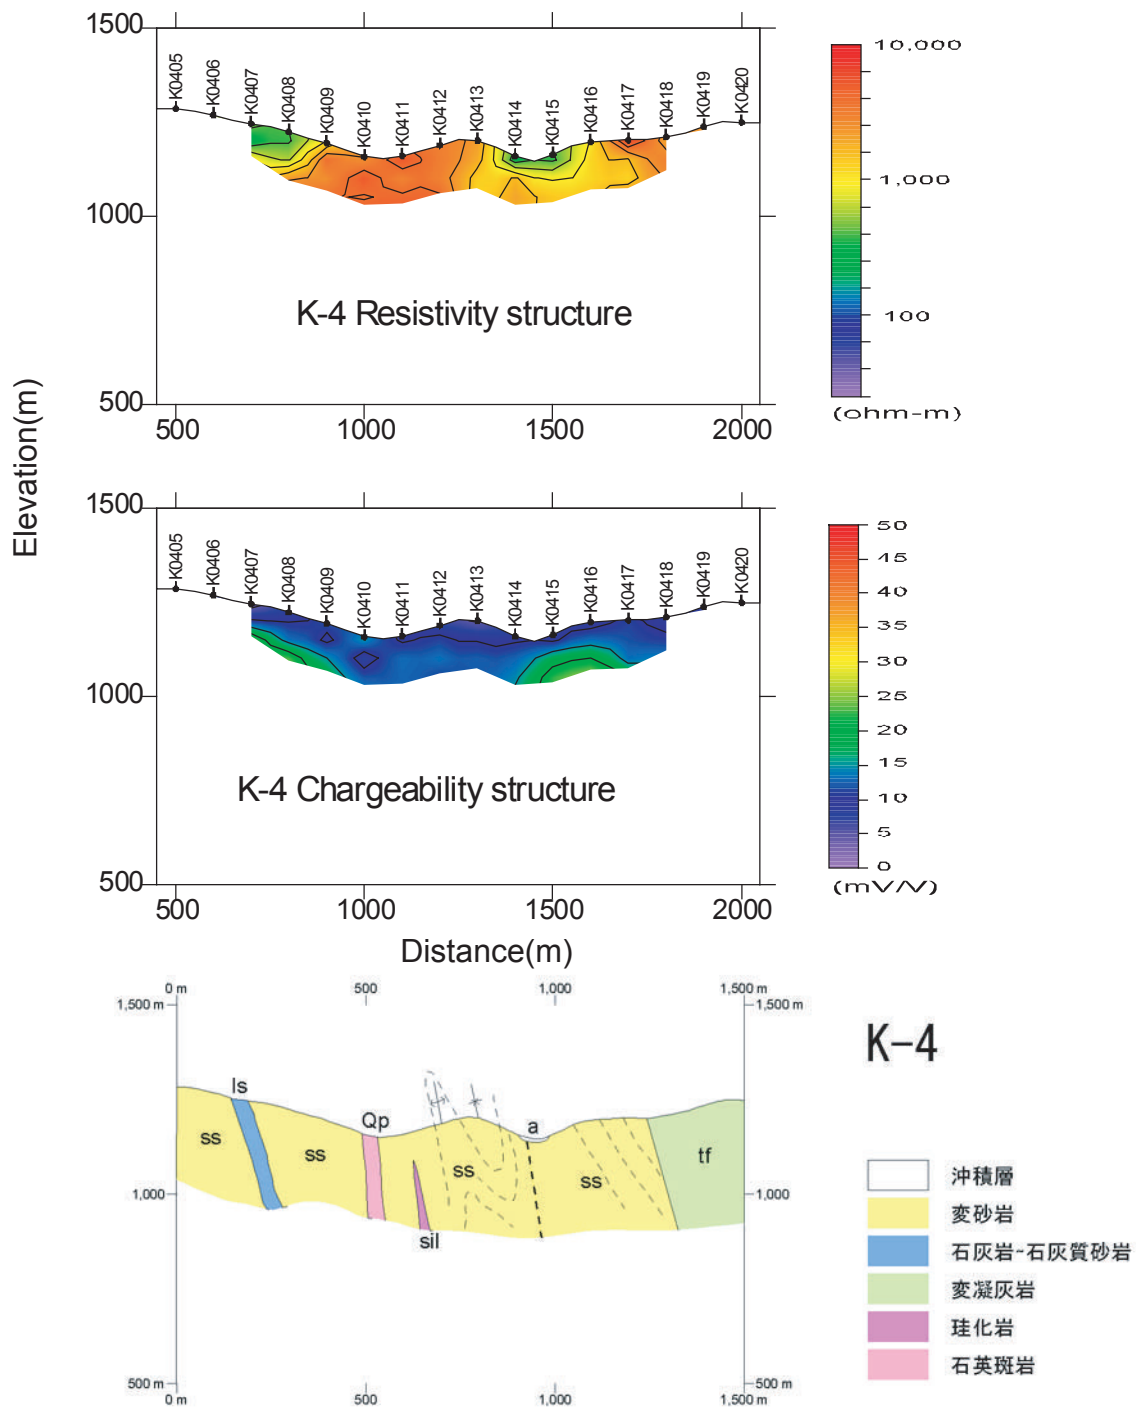 1500
K0405
K0406
K0407
K0408
K0409
K0410
K0411
K0412
K0413
K0414
K0415
K0416
K0417
K0418
K0419
K0420
1000
K-4 Resistivity structure
500
500 1000 1500 2000
10,000
1,000
100
(ohm-m)
Elevation(m)
1500
K0405
K0406
K0407
K0408
K0409
K0410
K0411
K0412
K0413
K0414
K0415
K0416
K0417
K0418
K0419
K0420
1000
K-4 Chargeability structure
500
500 1000 1500 2000
Distance(m)
50
45
40
35
30
25
20
15
10
5
0
(mV/V)
0 m 500 1,000 1,500 m
1,500 m 1,500 m
ls
Qp
a
ss ss ss ss tf
1,000 1,000
sil
500 m 500 m
0 m 500 1,000 1,500 m
K-4
沖積層
変砂岩
石灰岩~石灰質砂岩
変凝灰岩
珪化岩
石英斑岩